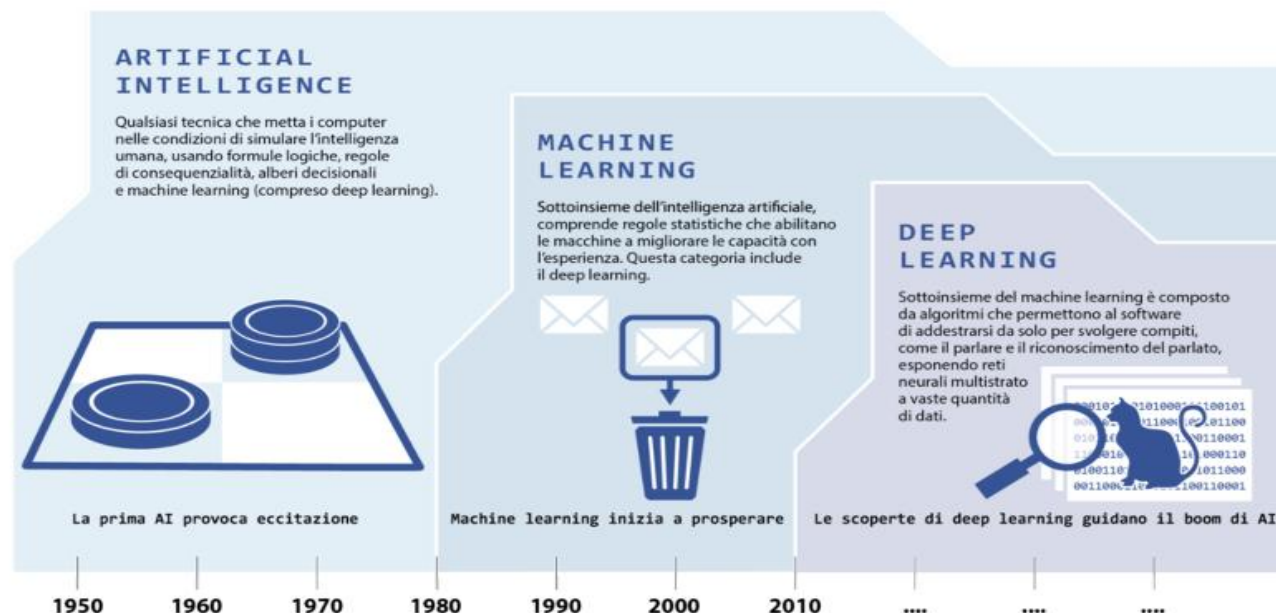 ARTIFICIAL
INTELLIGENCE
Qualsiasi tecnica che metta i computer
nelle condizioni di simulare l'intelligenza
umana, usando formule logiche, regole
di consequenzialità, alberi decisionali
e machine learning (compreso deep learning).
MACHINE
LEARNING
Sottoinsieme dell'intelligenza artificiale,
comprende regole statistiche che abilitano
le macchine a migliorare le capacità con
l'esperienza. Questa categoria include
il deep learning.
DEEP
LEARNING
Sottoinsieme del machine learning è composto
da algoritmi che permettono al software
di addestrarsi da solo per svolgere compiti,
come il parlare e il riconoscimento del parlato,
esponendo reti
neurali multistrato
a vaste quantità
di dati.
La prima AI provoca eccitazione
Machine learning inizia a prosperare
Le scoperte di deep learning guidano il boom di AI
1950 1960 1970 1980 1990 2000 2010 .... .... ....